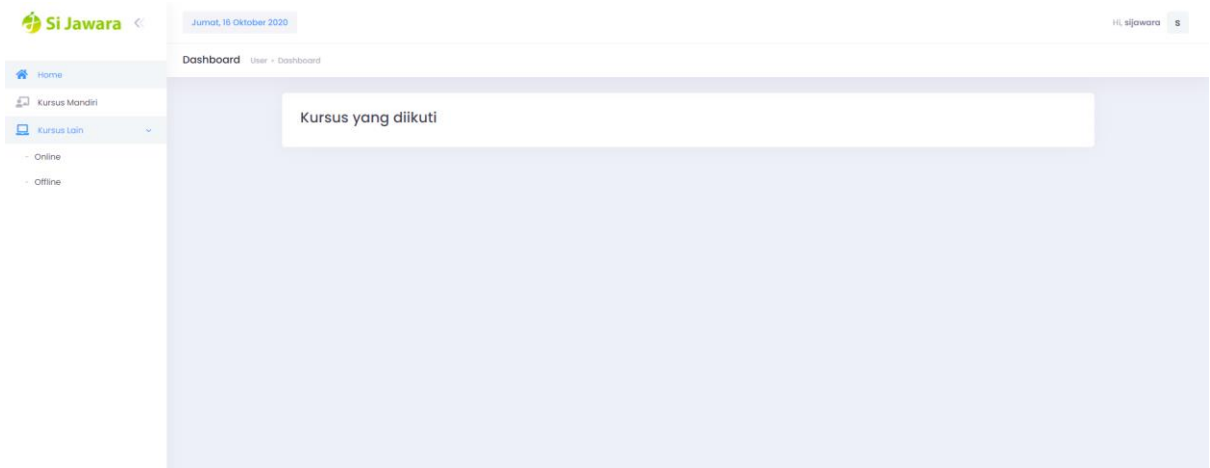 Si Jawara
Jumat, 16 Oktober 2020
Hi, sijawara S
Dashboard User • Dashboard
Home
Kursus Mandiri
Kursus Lain
- Online
- Offline
Kursus yang diikuti